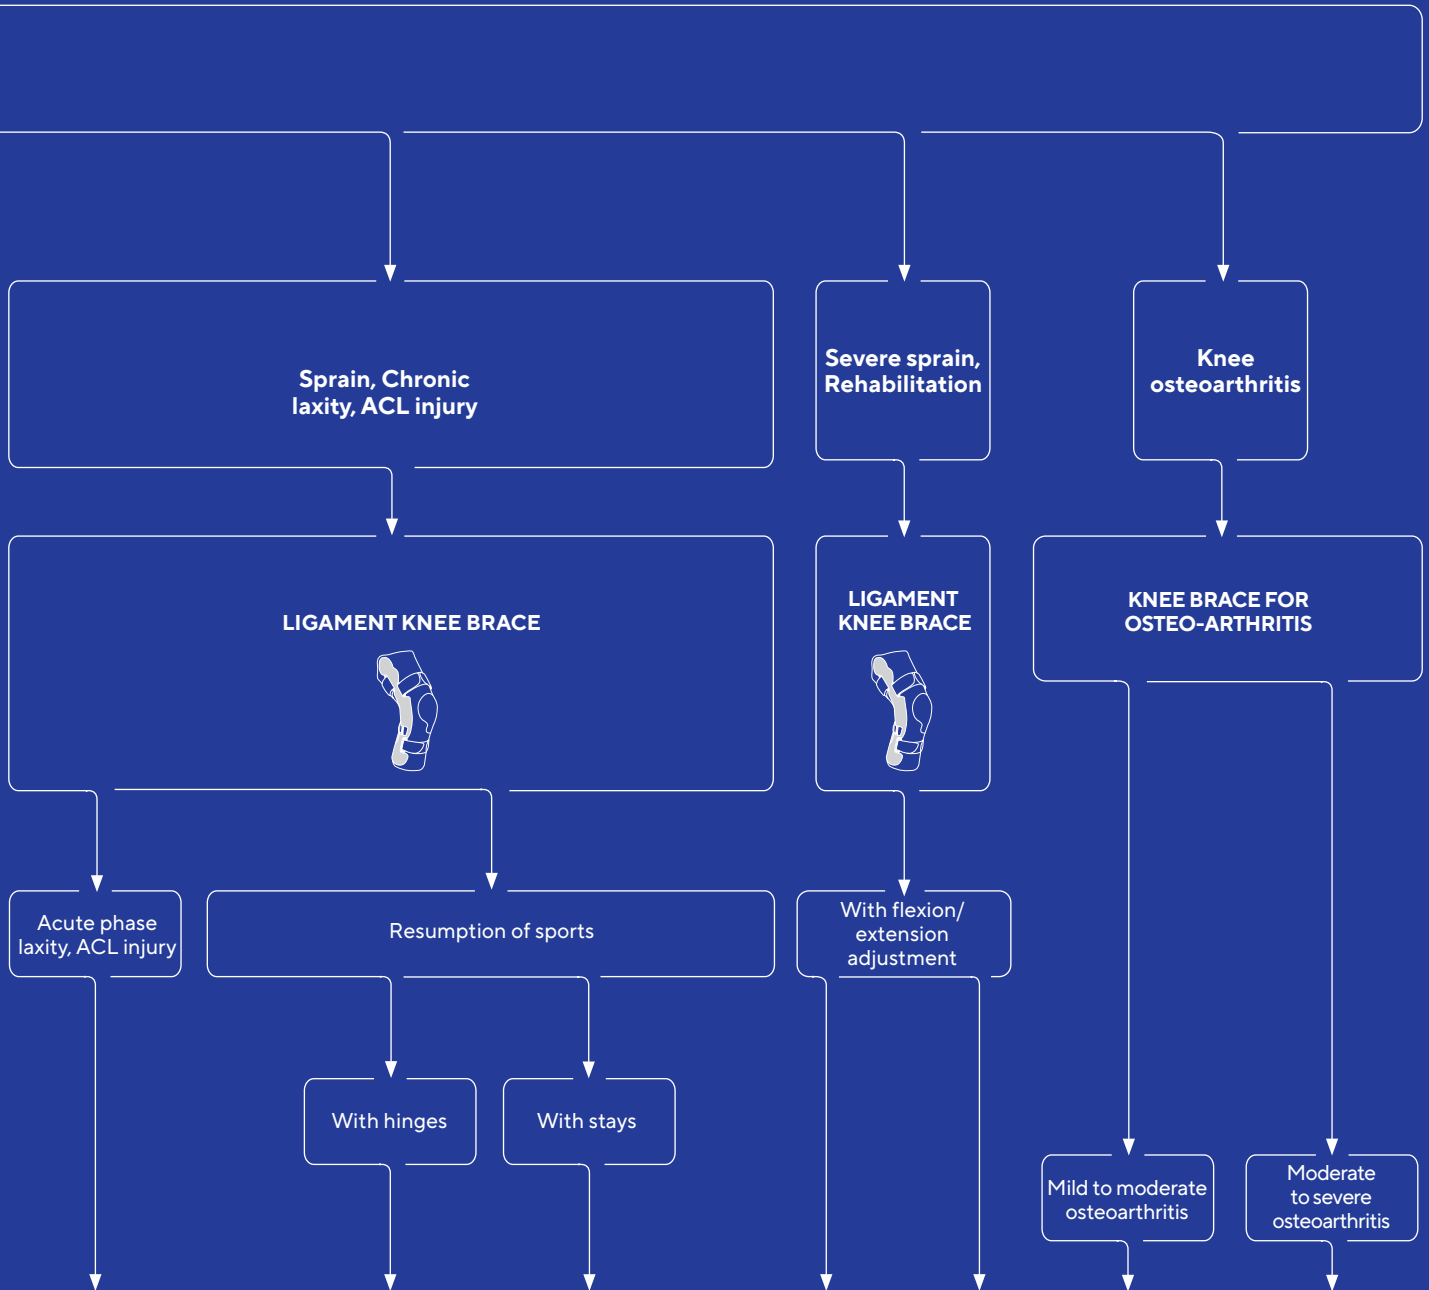 Sprain, Chronic
laxity, ACL injury
Severe sprain,
Rehabilitation
Knee
osteoarthritis
LIGAMENT KNEE BRACE
LIGAMENT
KNEE BRACE
KNEE BRACE FOR
OSTEO-ARTHRITIS
Acute phase
laxity, ACL injury
Resumption of sports
With flexion/
extension
adjustment
With hinges
With stays
Mild to moderate
osteoarthritis
Moderate
to severe
osteoarthritis